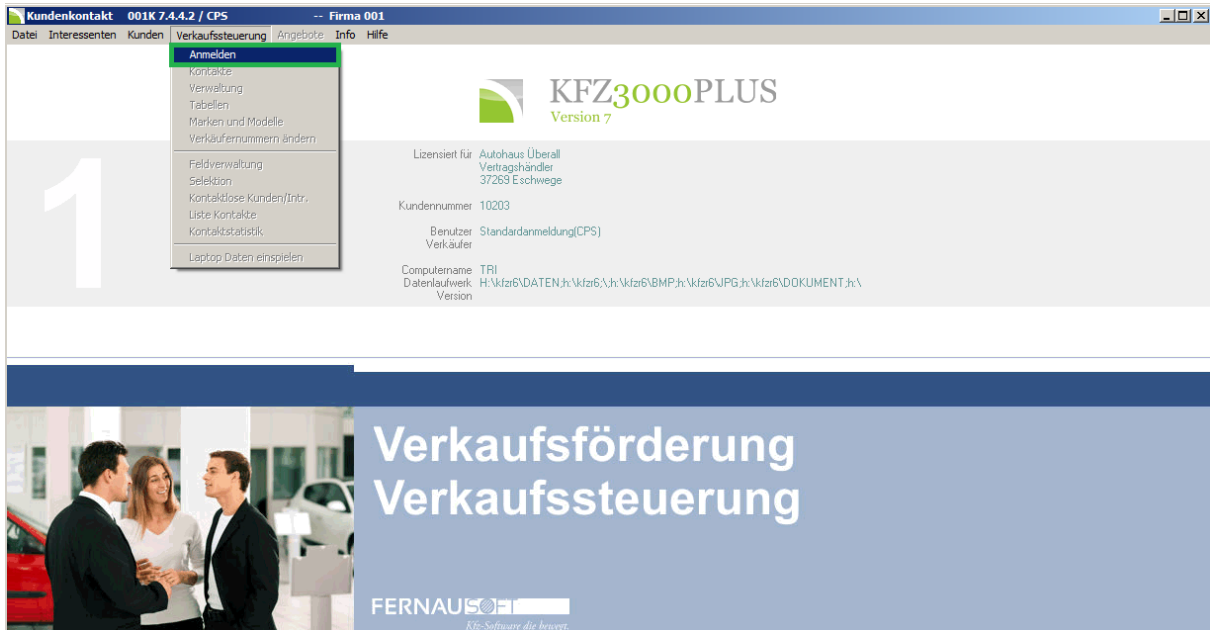 Kundenkontakt 001K 7.4.4.2 / CPS -- Firma 001
Datei Interessenten Kunden Verkaufssteuerung Angebote Info Hilfe
Anmelden
Kontakte
Verwaltung
Tabellen
Marken und Modelle
Verkäufernummern ändern
Feldverwaltung
Selektion
Kontaktlose Kunden/Intr.
Liste Kontakte
Kontaktstatistik
Laptop Daten einspielen
KFZ3000PLUS
Version 7
1
Lizensiert für Autohaus Überall
Vertragshändler
37269 Eschwege
Kundennummer 10203
Benutzer Standardanmeldung(CPS)
Verkäufer
Computername TRI
Datenlaufwerk H:\kfzr6\DATEN;h:\kfzr6;\;h:\kfzr6\BMP;h:\kfzr6\JPG;h:\kfzr6\DOKUMENT;h:\
Version
Verkaufsförderung
Verkaufssteuerung
FERNAUSOFT
Kfz-Software die bewegt.